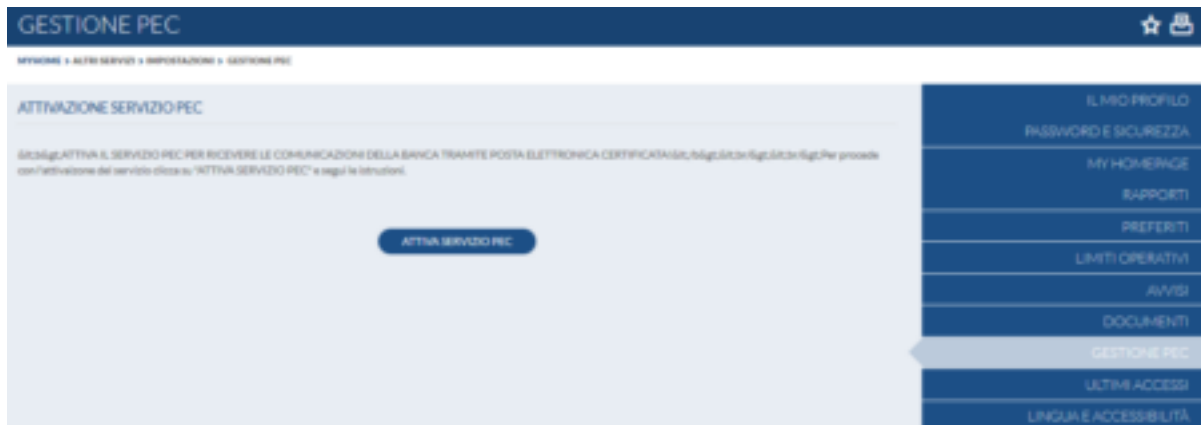 GESTIONE PEC
MYHOME > ALTRI SERVIZI > IMPOSTAZIONI > GESTIONE PEC
ATTIVAZIONE SERVIZIO PEC
&lt;b&gt;ATTIVA IL SERVIZIO PEC PER RICEVERE LE COMUNICAZIONI DELLA BANCA TRAMITE POSTA ELETTRONICA CERTIFICATA!&lt;/b&gt;&lt;br/&gt;&lt;br/&gt;Per procede
con l'attivaizone del servizio clicca su "ATTIVA SERVIZIO PEC" e segui le istruzioni.
ATTIVA SERVIZIO PEC
IL MIO PROFILO
PASSWORD E SICUREZZA
MY HOMEPAGE
RAPPORTI
PREFERITI
LIMITI OPERATIVI
AVVISI
DOCUMENTI
GESTIONE PEC
ULTIMI ACCESSI
LINGUA E ACCESSIBILITÀ